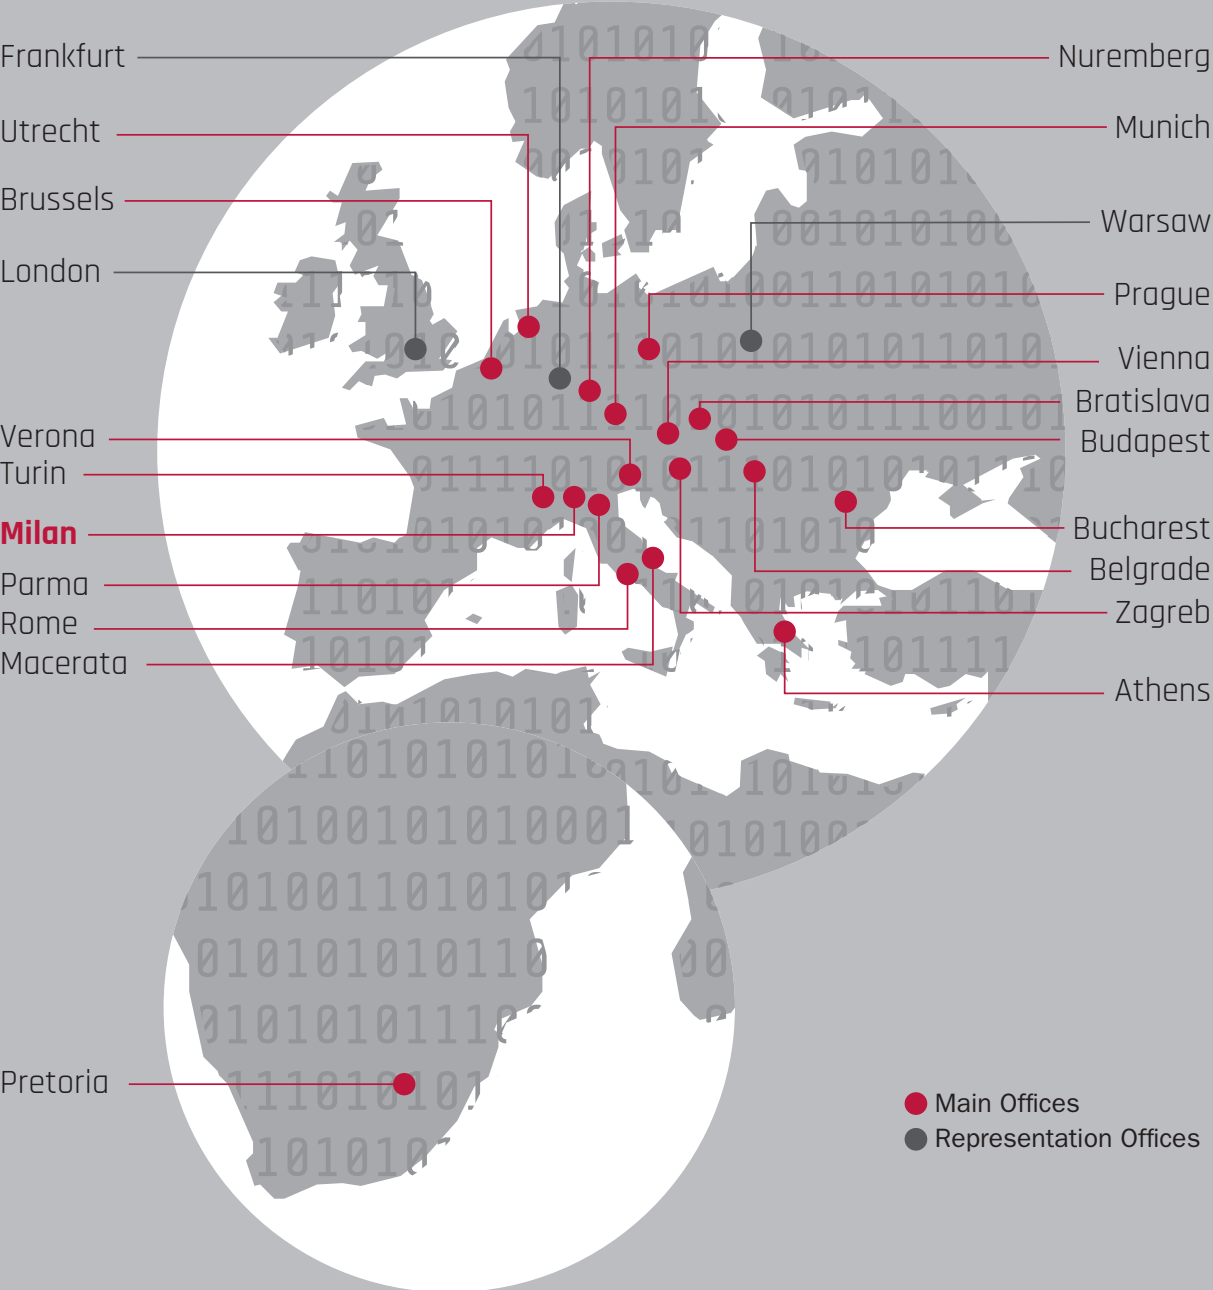 Frankfurt
Utrecht
Brussels
London
Verona
Turin
Milan
Parma
Rome
Macerata
Pretoria
Nuremberg
Munich
Warsaw
Prague
Vienna
Bratislava
Budapest
Bucharest
Belgrade
Zagreb
Athens
Main Offices
Representation Offices